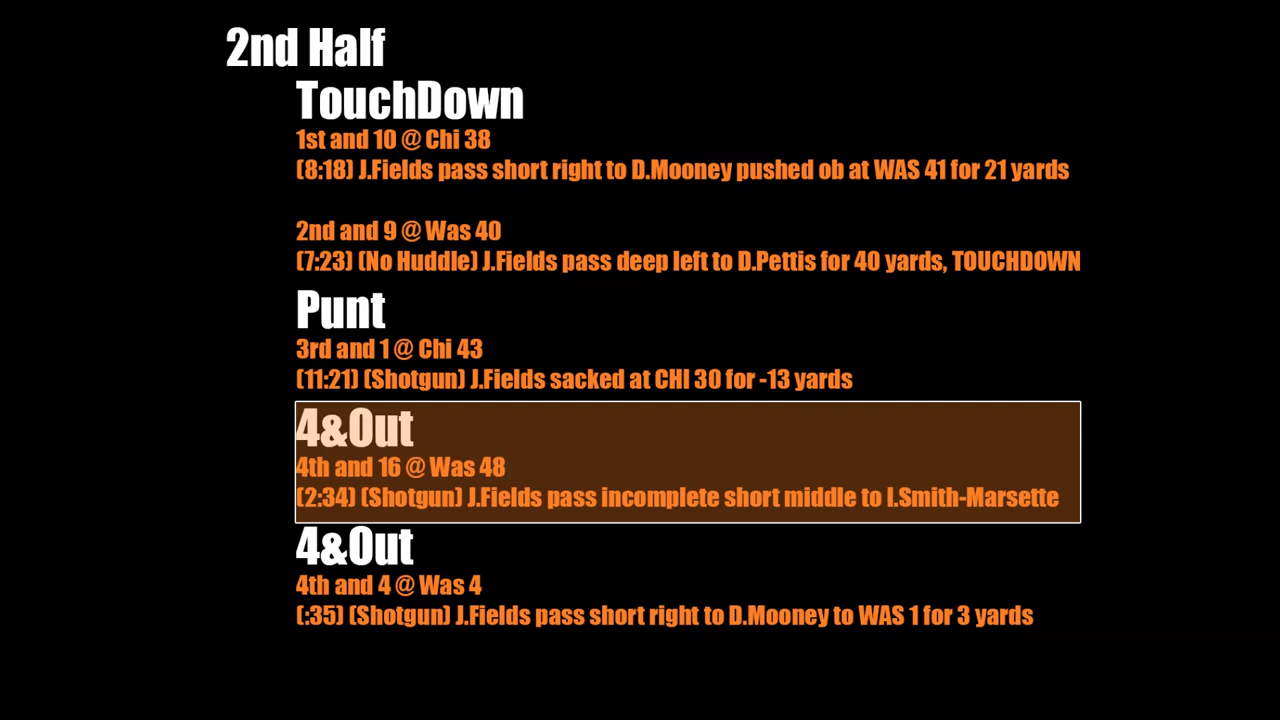 2nd Half
TouchDown
1st and 10 @ Chi 38
(8:18) J.Fields pass short right to D.Mooney pushed ob at WAS 41 for 21 yards
2nd and 9 @ Was 40
(7:23) (No Huddle) J.Fields pass deep left to D.Pettis for 40 yards, TOUCHDOWN
Punt
3rd and 1 @ Chi 43
(11:21) (Shotgun) J.Fields sacked at CHI 30 for -13 yards
4&Out
4th and 16 @ Was 48
(2:34) (Shotgun) J.Fields pass incomplete short middle to I.Smith-Marsette
4&Out
4th and 4 @ Was 4
(:35) (Shotgun) J.Fields pass short right to D.Mooney to WAS 1 for 3 yards